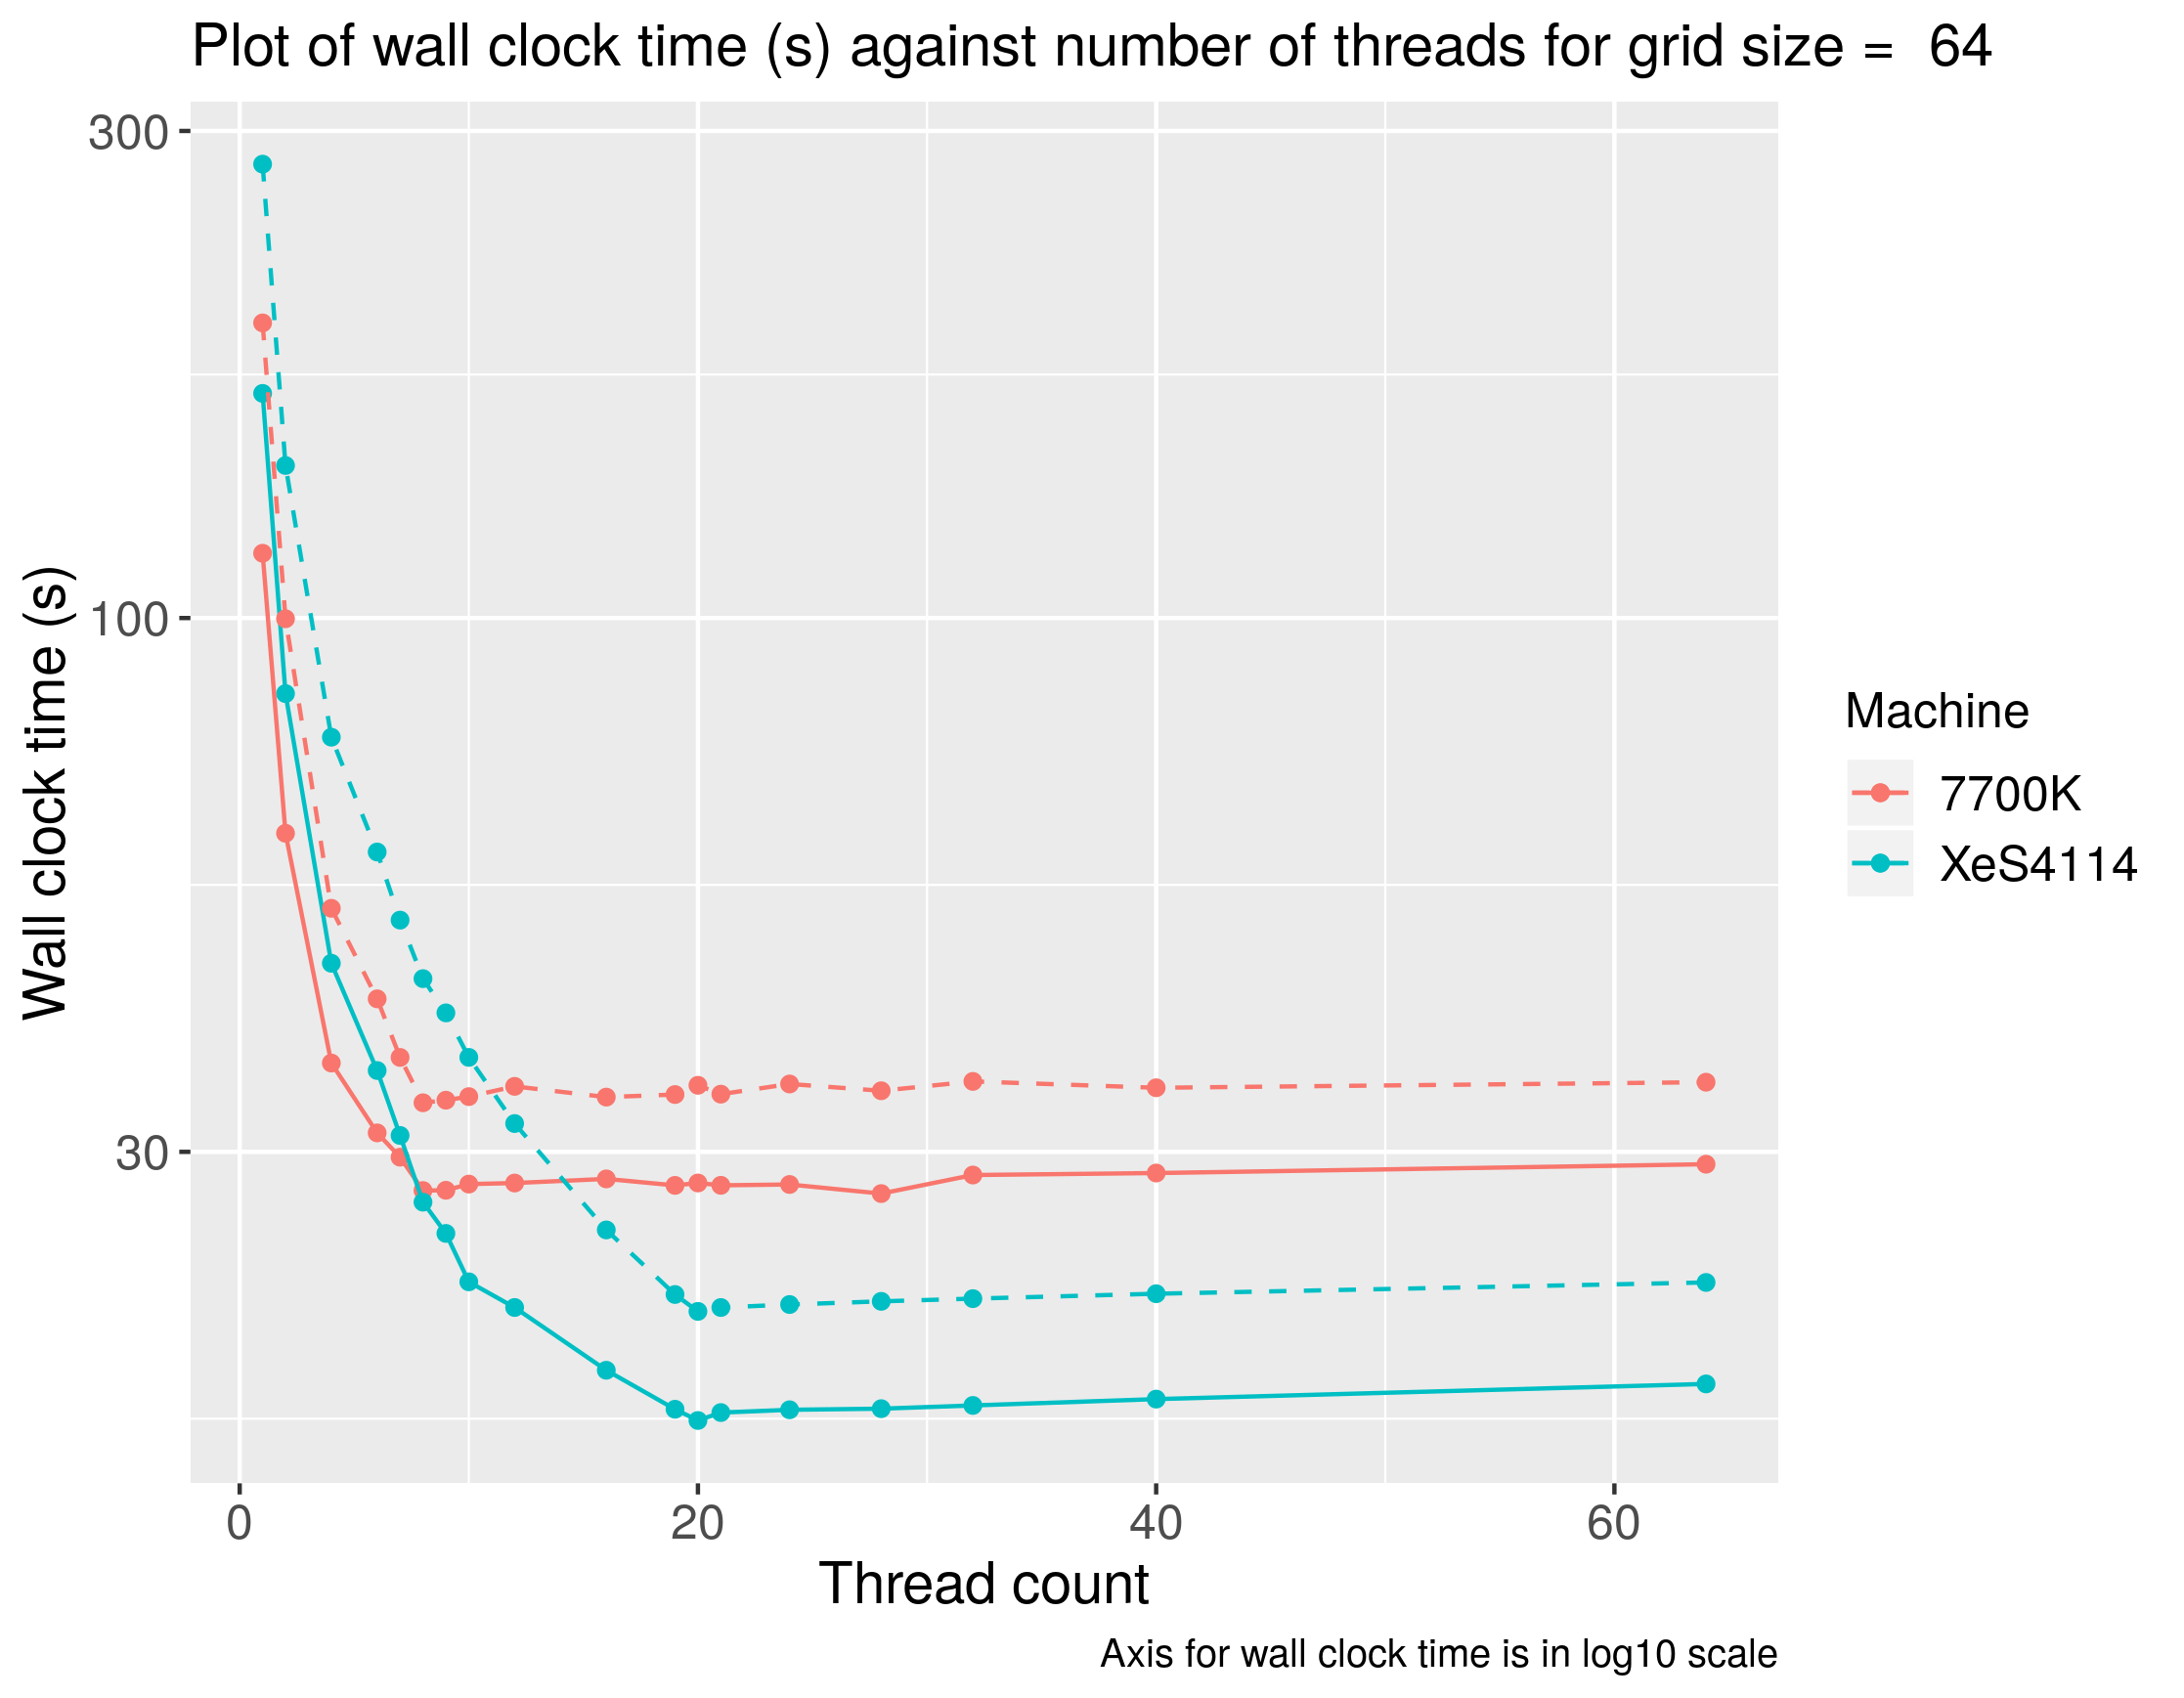 Plot of wall clock time (s) against number of threads for grid size =  64
Wall clock time (s)
300
100
30
0 20 40 60
Thread count
Machine
7700K
XeS4114
Axis for wall clock time is in log10 scale